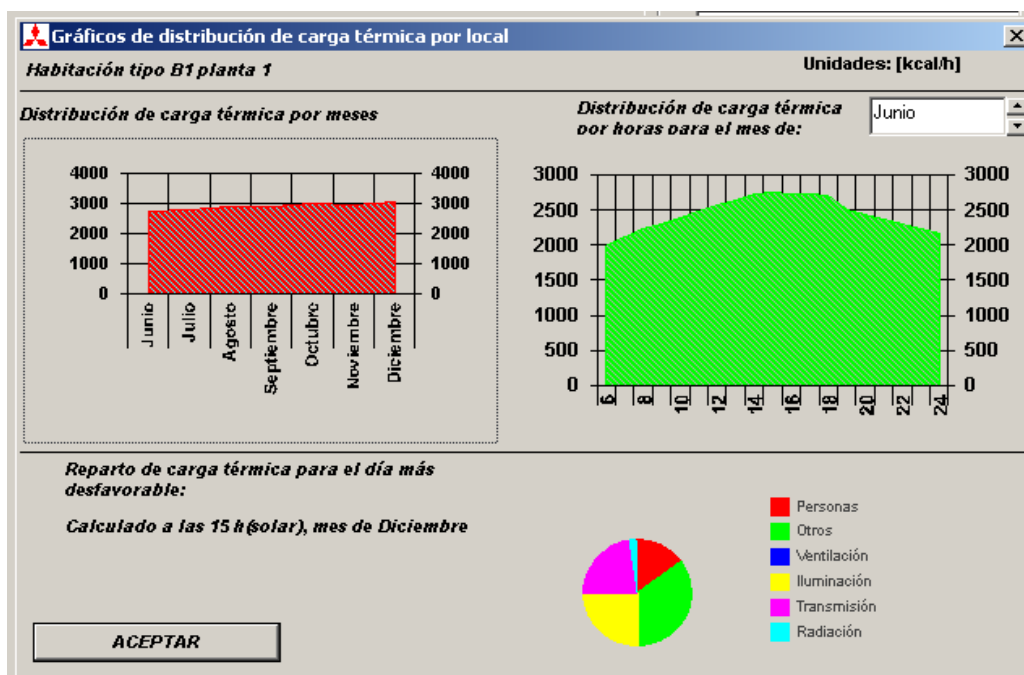 Gráficos de distribución de carga térmica por local
Habitación tipo B1 planta 1
Unidades: [kcal/h]
Distribución de carga térmica por meses
Distribución de carga térmica
por horas para el mes de:
Junio
4000 4000
3000 3000
2000 2000
1000 1000
0 0
Junio
Julio
Agosto
Septiembre
Octubre
Noviembre
Diciembre
3000 3000
2500 2500
2000 2000
1500 1500
1000 1000
500 500
0 0
6 8 10 12 14 16 18 20 22 24
Reparto de carga térmica para el día más
desfavorable:
Calculado a las 15 h(solar), mes de Diciembre
Personas
Otros
Ventilación
Iluminación
Transmisión
Radiación
ACEPTAR